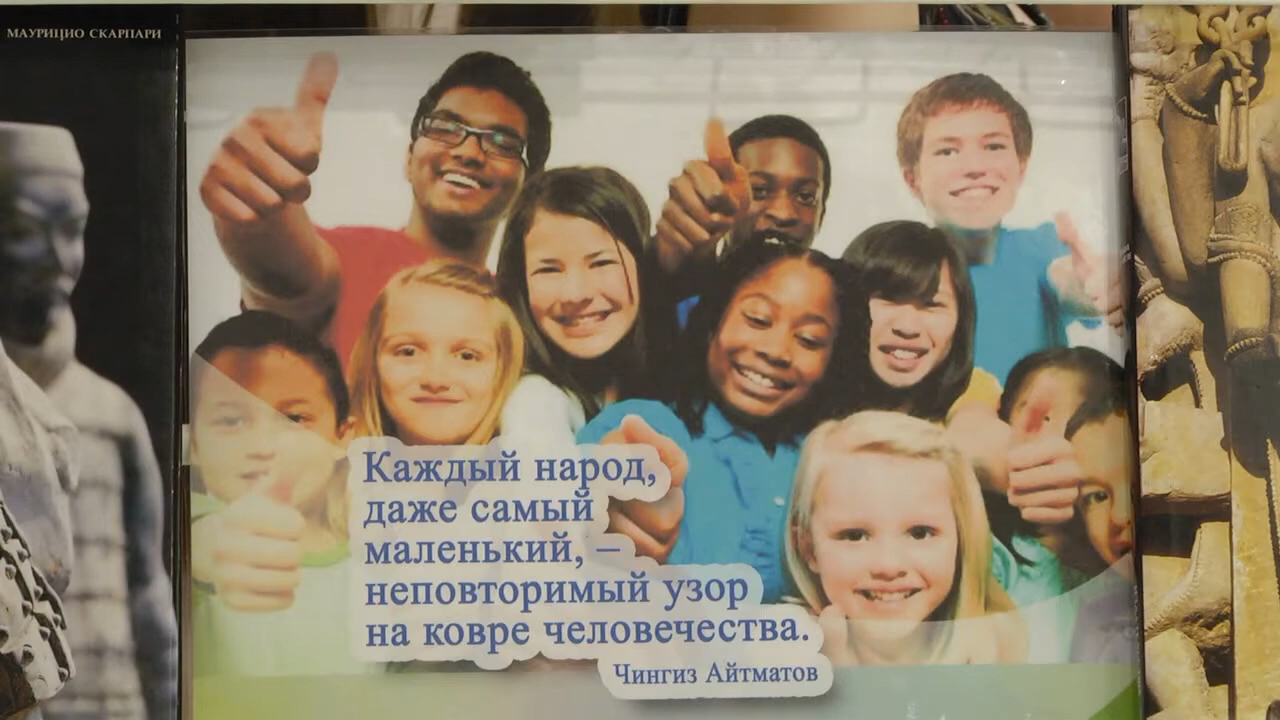 МАУРИЦИО СКАРПАРИ
Каждый народ,
даже самый
маленький, –
неповторимый узор
на ковре человечества.
Чингиз Айтматов